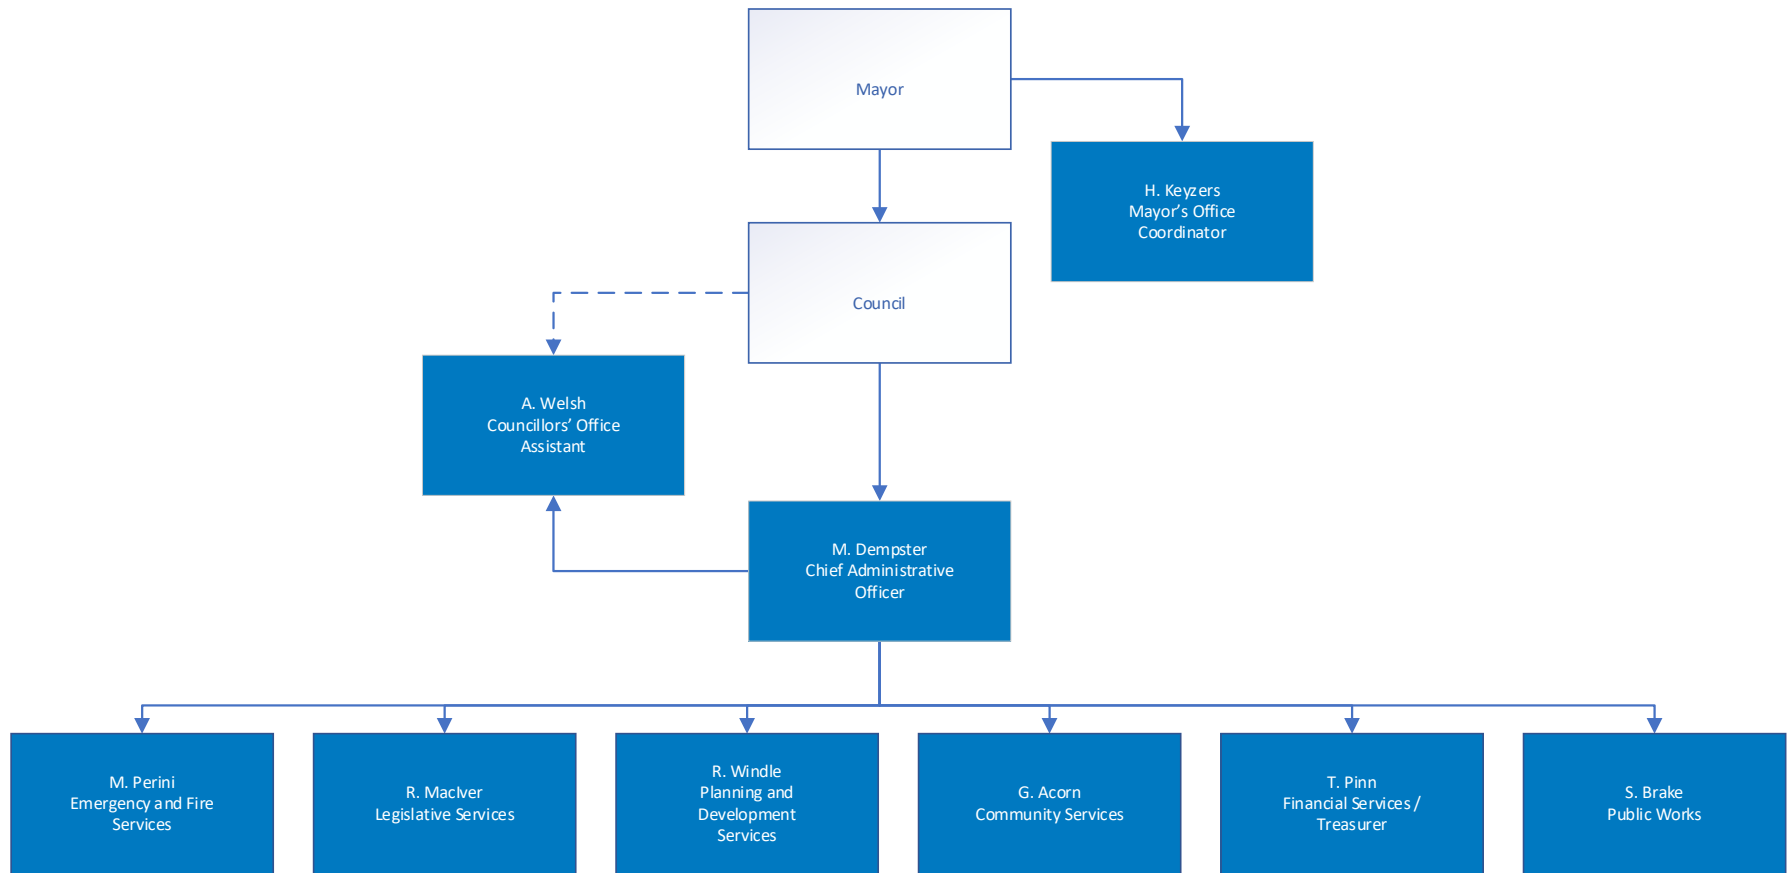 Mayor
H. Keyzers
Mayor’s Office
Coordinator
Council
A. Welsh
Councillors’ Office
Assistant
M. Dempster
Chief Administrative
Officer
M. Perini
Emergency and Fire
Services
R. MacIver
Legislative Services
R. Windle
Planning and
Development
Services
G. Acorn
Community Services
T. Pinn
Financial Services /
Treasurer
S. Brake
Public Works